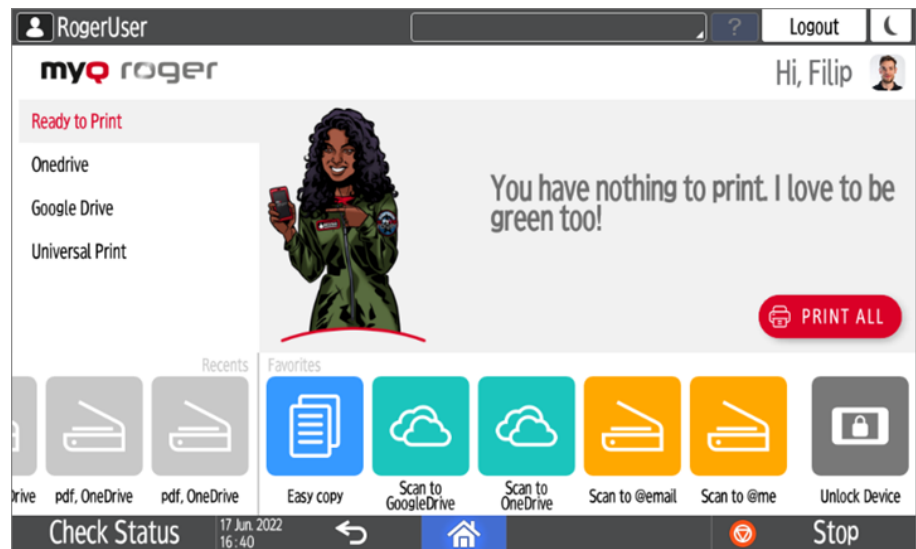 RogerUser
?
Logout
myQ roger
Hi, Filip
Ready to Print
Onedrive
Google Drive
Universal Print
You have nothing to print. I love to be
green too!
PRINT ALL
Recents
Favorites
Drive
pdf, OneDrive
pdf, OneDrive
Easy copy
Scan to
GoogleDrive
Scan to
OneDrive
Scan to @email
Scan to @me
Unlock Device
Check Status
17 Jun. 2022
16:40
Stop